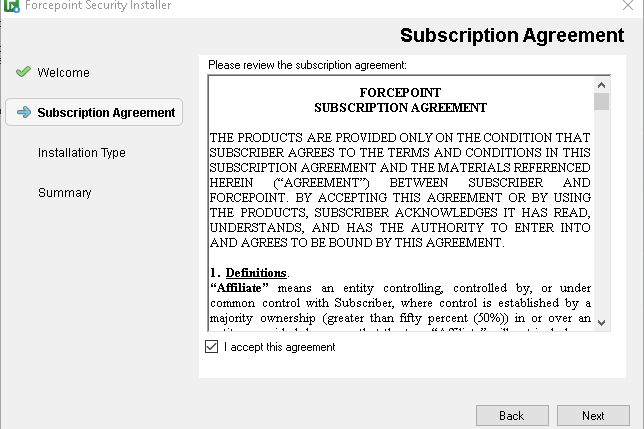 Forcepoint Security Installer
Subscription Agreement
Welcome
Subscription Agreement
Installation Type
Summary
Please review the subscription agreement:
FORCEPOINT
SUBSCRIPTION AGREEMENT
THE PRODUCTS ARE PROVIDED ONLY ON THE CONDITION THAT
SUBSCRIBER AGREES TO THE TERMS AND CONDITIONS IN THIS
SUBSCRIPTION AGREEMENT AND THE MATERIALS REFERENCED
HEREIN (“AGREEMENT”) BETWEEN SUBSCRIBER AND
FORCEPOINT. BY ACCEPTING THIS AGREEMENT OR BY USING
THE PRODUCTS, SUBSCRIBER ACKNOWLEDGES IT HAS READ,
UNDERSTANDS, AND HAS THE AUTHORITY TO ENTER INTO
AND AGREES TO BE BOUND BY THIS AGREEMENT.
1. Definitions.
“Affiliate” means an entity controlling, controlled by, or under
common control with Subscriber, where control is established by a
majority ownership (greater than fifty percent (50%)) in or over an
I accept this agreement
Back
Next